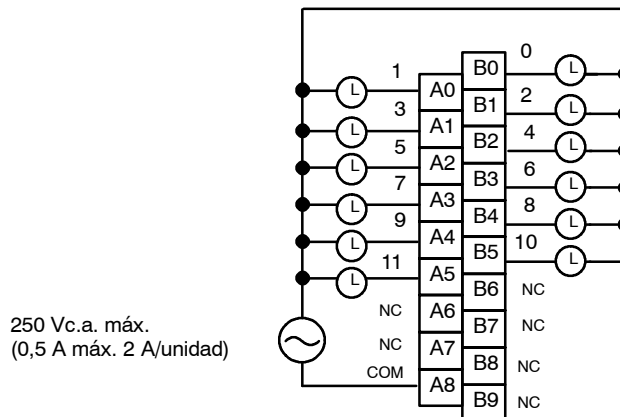 0
B0
L
1
L
A0
B1
2
L
3
L
A1
B2
4
L
5
L
A2
B3
6
L
7
L
A3
B4
8
L
9
L
A4
B5
10
L
11
L
A5
B6
NC
NC
A6
B7
NC
NC
A7
B8
NC
COM
A8
B9
NC
250 Vc.a. máx.
(0,5 A máx. 2 A/unidad)